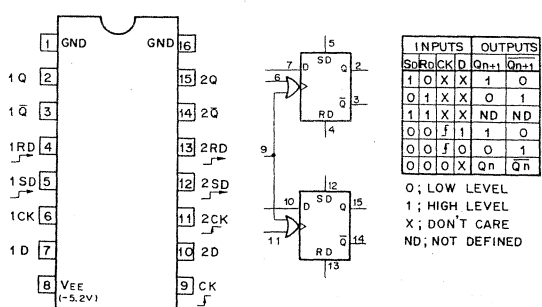 1 GND GND 16
1Q 2 15 2Q
1Q̅ 3 14 2Q̅
1RD 4 13 2RD
1SD 5 12 2SD
1CK 6 11 2CK
1D 7 10 2D
8 VEE 9 CK
(-5.2V)
5
7 D SD Q 2
6
Q̅ 3
RD
4
9
12
10 D SD Q 15
11
Q̅ 14
RD
13
INPUTS OUTPUTS
SD RD CK D Qn+1 Q̅n+1
1 0 X X 1 0
0 1 X X 0 1
1 1 X X ND ND
0 0 ƒ 1 1 0
0 0 ƒ 0 0 1
0 0 0 X Qn Q̅n
0; LOW LEVEL
1; HIGH LEVEL
X; DON'T CARE
ND; NOT DEFINED